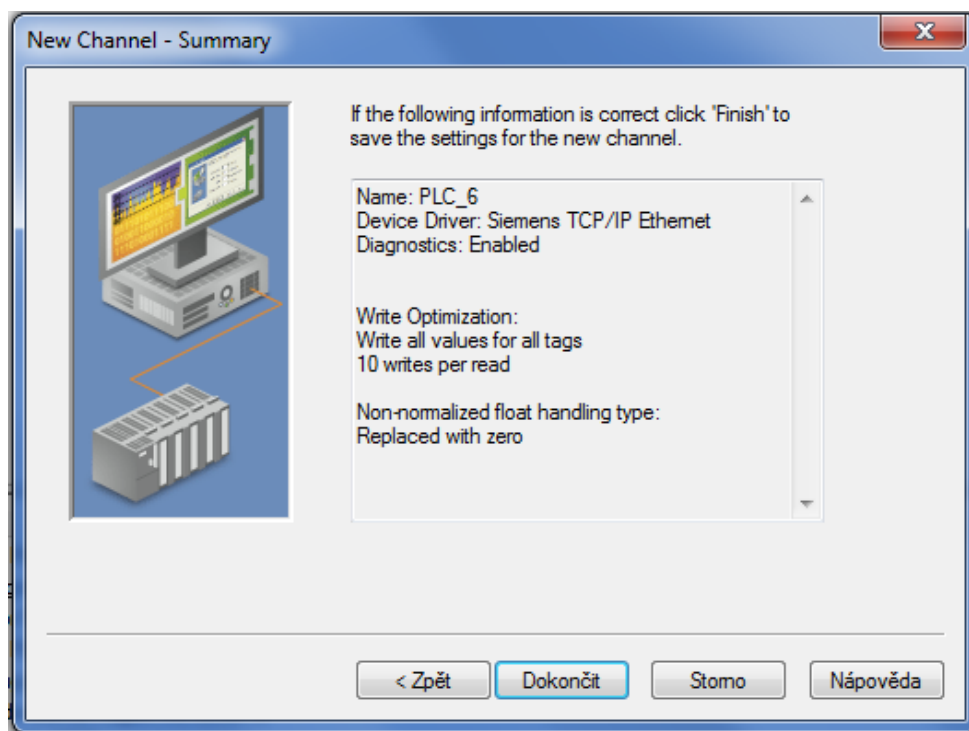 New Channel - Summary
If the following information is correct click 'Finish' to
save the settings for the new channel.
Name: PLC_6
Device Driver: Siemens TCP/IP Ethernet
Diagnostics: Enabled
Write Optimization:
Write all values for all tags
10 writes per read
Non-normalized float handling type:
Replaced with zero
< Zpět
Dokončit
Storno
Nápověda